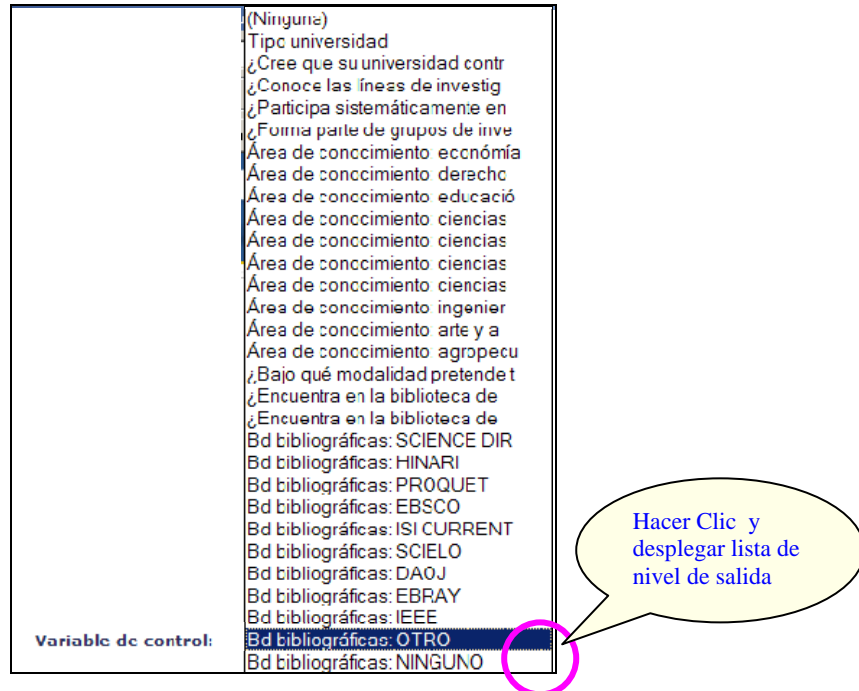 (Ninguna)
Tipo universidad
¿Cree que su universidad contr
¿Conoce las líneas de investig
¿Participa sistemáticamente en
¿Forma parte de grupos de inve
Área de conocimiento: económía
Área de conocimiento: derecho
Área de conocimiento: educació
Área de conocimiento: ciencias
Área de conocimiento: ciencias
Área de conocimiento: ciencias
Área de conocimiento: ciencias
Área de conocimiento: ingenier
Área de conocimiento: arte y a
Área de conocimiento: agropecu
¿Bajo qué modalidad pretende t
¿Encuentra en la biblioteca de
¿Encuentra en la biblioteca de
Bd bibliográficas: SCIENCE DIR
Bd bibliográficas: HINARI
Bd bibliográficas: PROQUET
Bd bibliográficas: EBSCO
Bd bibliográficas: ISI CURRENT
Bd bibliográficas: SCIELO
Bd bibliográficas: DAOJ
Bd bibliográficas: EBRAY
Bd bibliográficas: IEEE
Variable de control: Bd bibliográficas: OTRO
Bd bibliográficas: NINGUNO
Hacer Clic y
desplegar lista de
nivel de salida